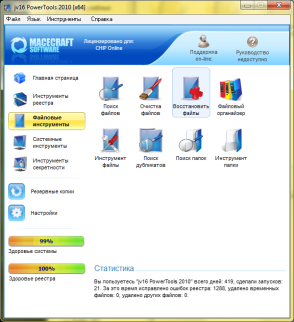 jv16 PowerTools 2010 (x64)
Файл Язык Инструменты Справка
MACECRAFT
SOFTWARE
Лицензировано для:
CHIP Online
Поддержка
on-line:
Руководство
недоступно
Главная страница
Инструменты
реестра
Файловые
инструменты
Системные
инструменты
Инструменты
секретности
Резервные копии
Настройки
99%
Здоровье системы
100%
Здоровье реестра
Поиск
файлов
Очистка
файлов
Восстановить
файлы
Файловый
органайзер
Инструмент
файлы
Поиск
дубликатов
Поиск папок
Инструмент
папки
Статистика
Вы пользуетесь "jv16 PowerTools 2010" всего дней: 419, сделали запусков:
21. За это время исправлено ошибок реестра: 1288, удалено временных
файлов: 0, удалено других файлов: 0.